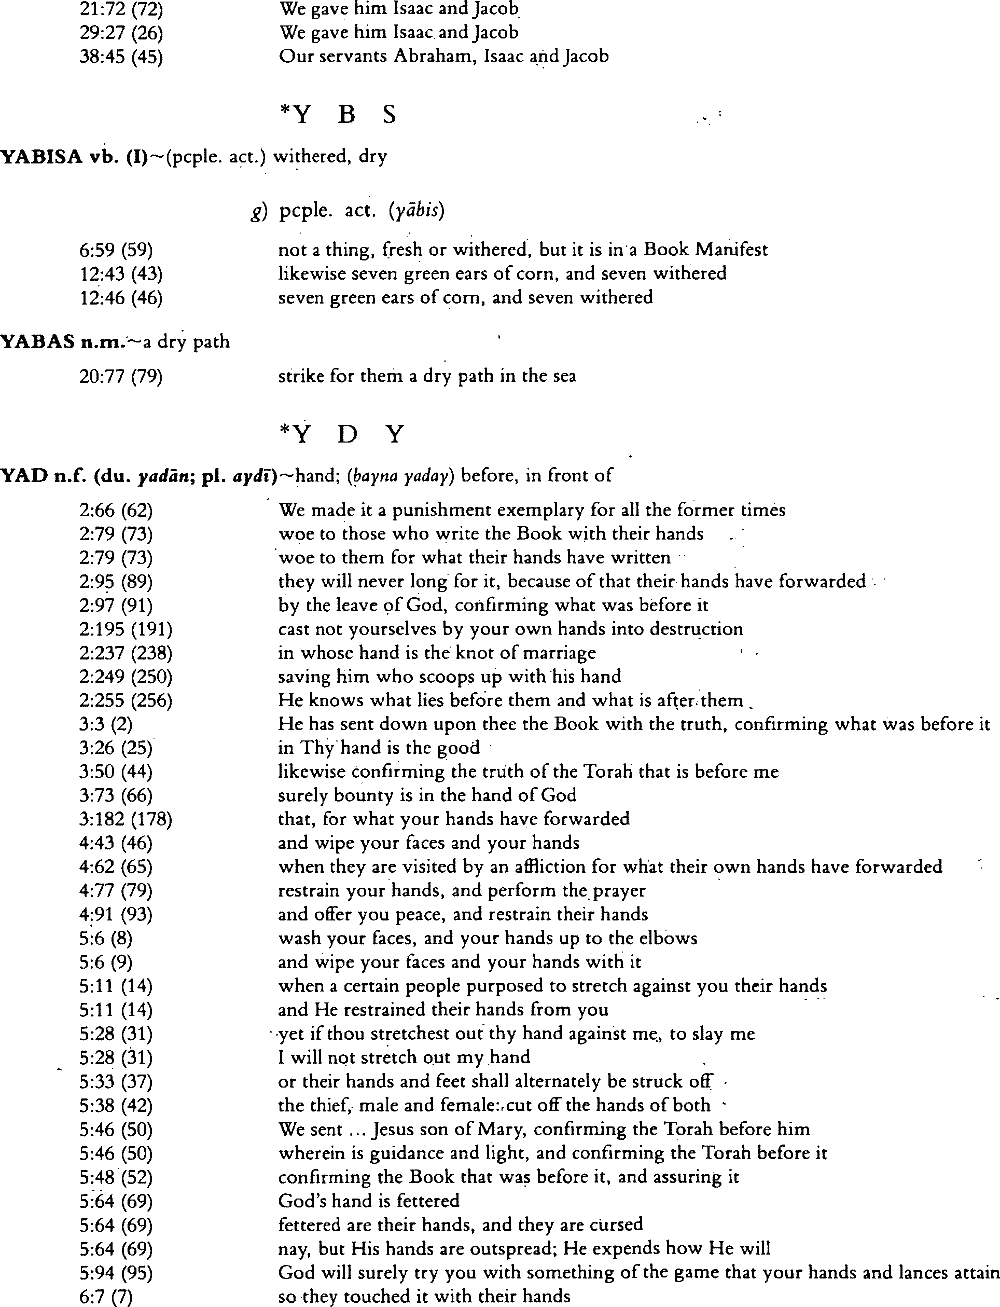 21:72 (72) We gave him Isaac and Jacob
29:27 (26) We gave him Isaac and Jacob
38:45 (45) Our servants Abraham, Isaac and Jacob
*Y B S
YABISA vb. (I)~(pcple. act.) withered, dry
g) pcple. act. (yābis)
6:59 (59) not a thing, fresh or withered, but it is in a Book Manifest
12:43 (43) likewise seven green ears of corn, and seven withered
12:46 (46) seven green ears of corn, and seven withered
YABAS n.m.~a dry path
20:77 (79) strike for them a dry path in the sea
*Y D Y
YAD n.f. (du. yadān; pl. aydī)~hand; (bayna yaday) before, in front of
2:66 (62) We made it a punishment exemplary for all the former times
2:79 (73) woe to those who write the Book with their hands
2:79 (73) woe to them for what their hands have written
2:95 (89) they will never long for it, because of that their hands have forwarded
2:97 (91) by the leave of God, confirming what was before it
2:195 (191) cast not yourselves by your own hands into destruction
2:237 (238) in whose hand is the knot of marriage
2:249 (250) saving him who scoops up with his hand
2:255 (256) He knows what lies before them and what is after them
3:3 (2) He has sent down upon thee the Book with the truth, confirming what was before it
3:26 (25) in Thy hand is the good
3:50 (44) likewise confirming the truth of the Torah that is before me
3:73 (66) surely bounty is in the hand of God
3:182 (178) that, for what your hands have forwarded
4:43 (46) and wipe your faces and your hands
4:62 (65) when they are visited by an affliction for what their own hands have forwarded
4:77 (79) restrain your hands, and perform the prayer
4:91 (93) and offer you peace, and restrain their hands
5:6 (8) wash your faces, and your hands up to the elbows
5:6 (9) and wipe your faces and your hands with it
5:11 (14) when a certain people purposed to stretch against you their hands
5:11 (14) and He restrained their hands from you
5:28 (31) yet if thou stretchest out thy hand against me, to slay me
5:28 (31) I will not stretch out my hand
5:33 (37) or their hands and feet shall alternately be struck off
5:38 (42) the thief, male and female: cut off the hands of both
5:46 (50) We sent ... Jesus son of Mary, confirming the Torah before him
5:46 (50) wherein is guidance and light, and confirming the Torah before it
5:48 (52) confirming the Book that was before it, and assuring it
5:64 (69) God's hand is fettered
5:64 (69) fettered are their hands, and they are cursed
5:64 (69) nay, but His hands are outspread; He expends how He will
5:94 (95) God will surely try you with something of the game that your hands and lances attain
6:7 (7) so they touched it with their hands